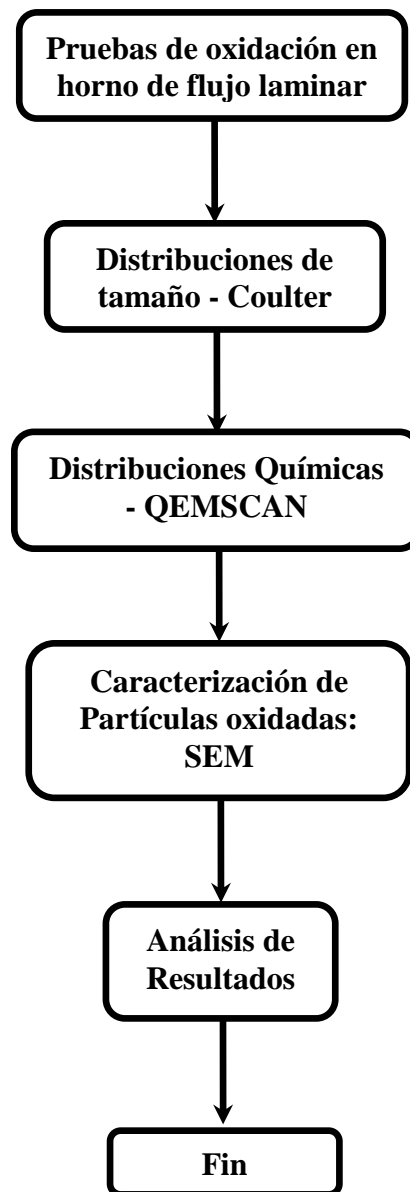 Pruebas de oxidación en
horno de flujo laminar
Distribuciones de
tamaño - Coulter
Distribuciones Químicas
- QEMSCAN
Caracterización de
Partículas oxidadas:
SEM
Análisis de
Resultados
Fin